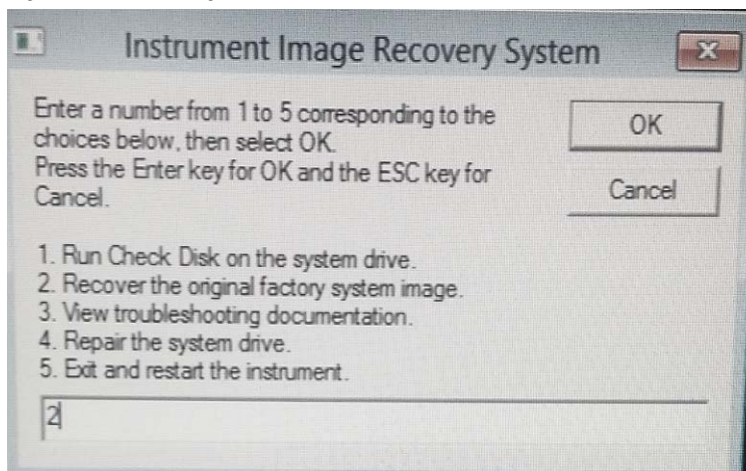 Instrument Image Recovery System
Enter a number from 1 to 5 corresponding to the
choices below, then select OK.
Press the Enter key for OK and the ESC key for
Cancel.
OK
Cancel
1. Run Check Disk on the system drive.
2. Recover the original factory system image.
3. View troubleshooting documentation.
4. Repair the system drive.
5. Exit and restart the instrument.
2